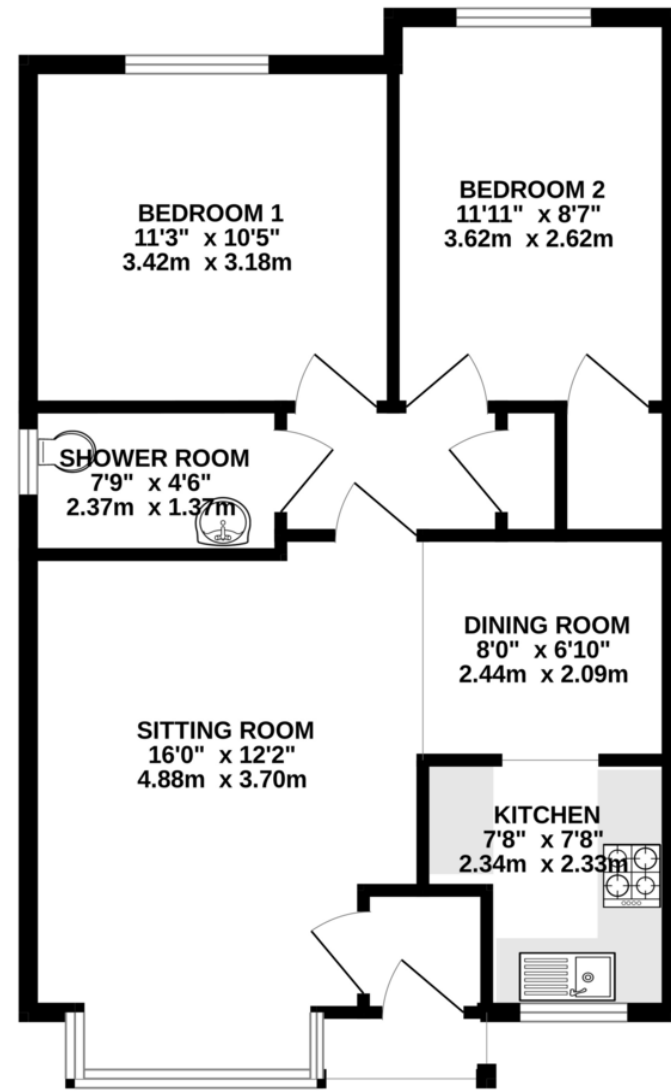 BEDROOM 1
11'3" x 10'5"
3.42m x 3.18m
BEDROOM 2
11'11" x 8'7"
3.62m x 2.62m
SHOWER ROOM
7'9" x 4'6"
2.37m x 1.37m
DINING ROOM
8'0" x 6'10"
2.44m x 2.09m
SITTING ROOM
16'0" x 12'2"
4.88m x 3.70m
KITCHEN
7'8" x 7'8"
2.34m x 2.33m